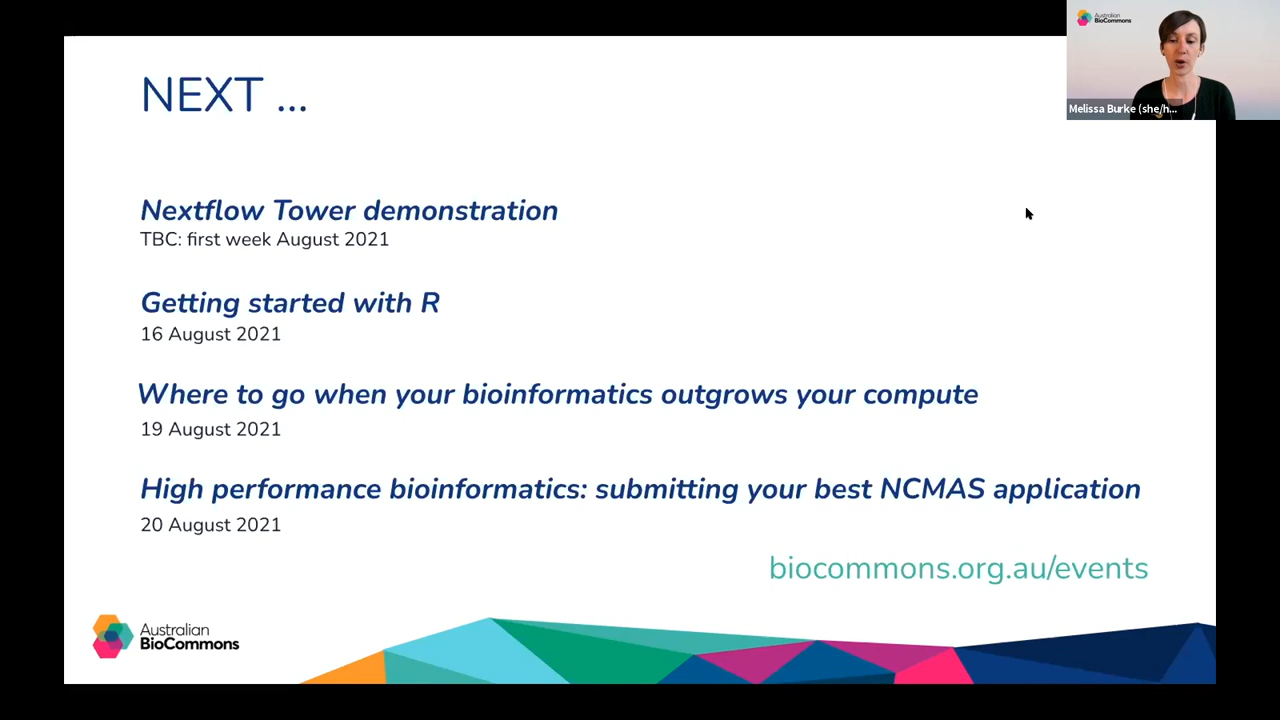 NEXT ...
Australian
BioCommons
Melissa Burke (she/h...
Nextflow Tower demonstration
TBC: first week August 2021
Getting started with R
16 August 2021
Where to go when your bioinformatics outgrows your compute
19 August 2021
High performance bioinformatics: submitting your best NCMAS application
20 August 2021
biocommons.org.au/events
Australian
BioCommons